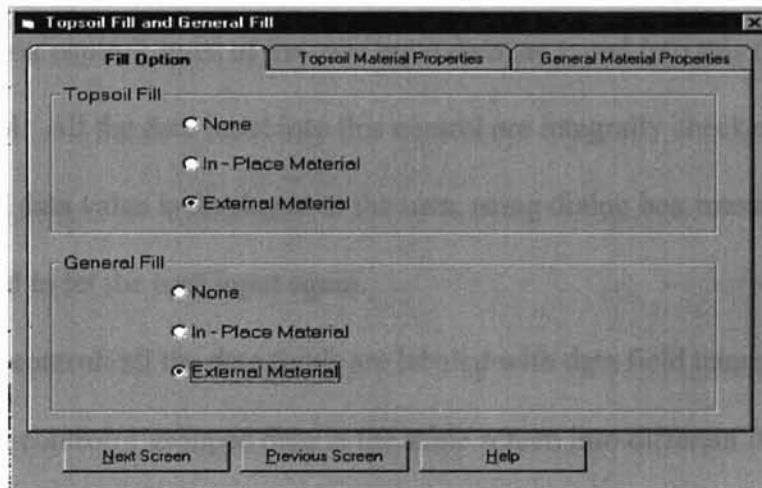 Topsoil Fill and General Fill
Fill Option Topsoil Material Properties General Material Properties
Topsoil Fill
None
In - Place Material
External Material
General Fill
None
In - Place Material
External Material
Next Screen Previous Screen Help